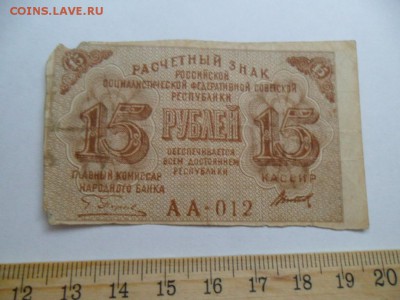 COINS.LAVE.RU
15 15
РАСЧЕТНЫЙ ЗНАК
РОССИЙСКОЙ
СОЦИАЛИСТИЧЕСКОЙ ФЕДЕРАТИВНОЙ СОВЕТСКОЙ
РЕСПУБЛИКИ
15 РУБЛЕЙ 15
ОБЕСПЕЧИВАЕТСЯ
ВСЕМ ДОСТОЯНИЕМ
РЕСПУБЛИКИ
ГЛАВНЫЙ КОМИССАР
НАРОДНОГО БАНКА
КАССИР
АА-012
12 13 14 15 16 17 18 19 20